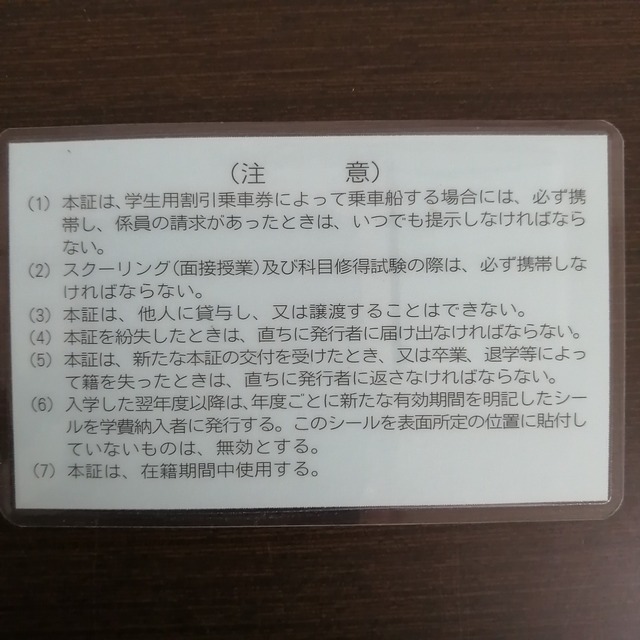 （注　　　意）
（1）本証は、学生用割引乗車券によって乗車船する場合には、必ず携
帯し、係員の請求があったときは、いつでも提示しなければなら
ない。
（2）スクーリング（面接授業）及び科目修得試験の際は、必ず携帯しな
ければならない。
（3）本証は、他人に貸与し、又は譲渡することはできない。
（4）本証を紛失したときは、直ちに発行者に届け出なければならない。
（5）本証は、新たな本証の交付を受けたとき、又は卒業、退学等によっ
て籍を失ったときは、直ちに発行者に返さなければならない。
（6）入学した翌年度以降は、年度ごとに新たな有効期間を明記したシー
ルを学費納入者に発行する。このシールを表面所定の位置に貼付し
ていないものは、無効とする。
（7）本証は、在籍期間中使用する。